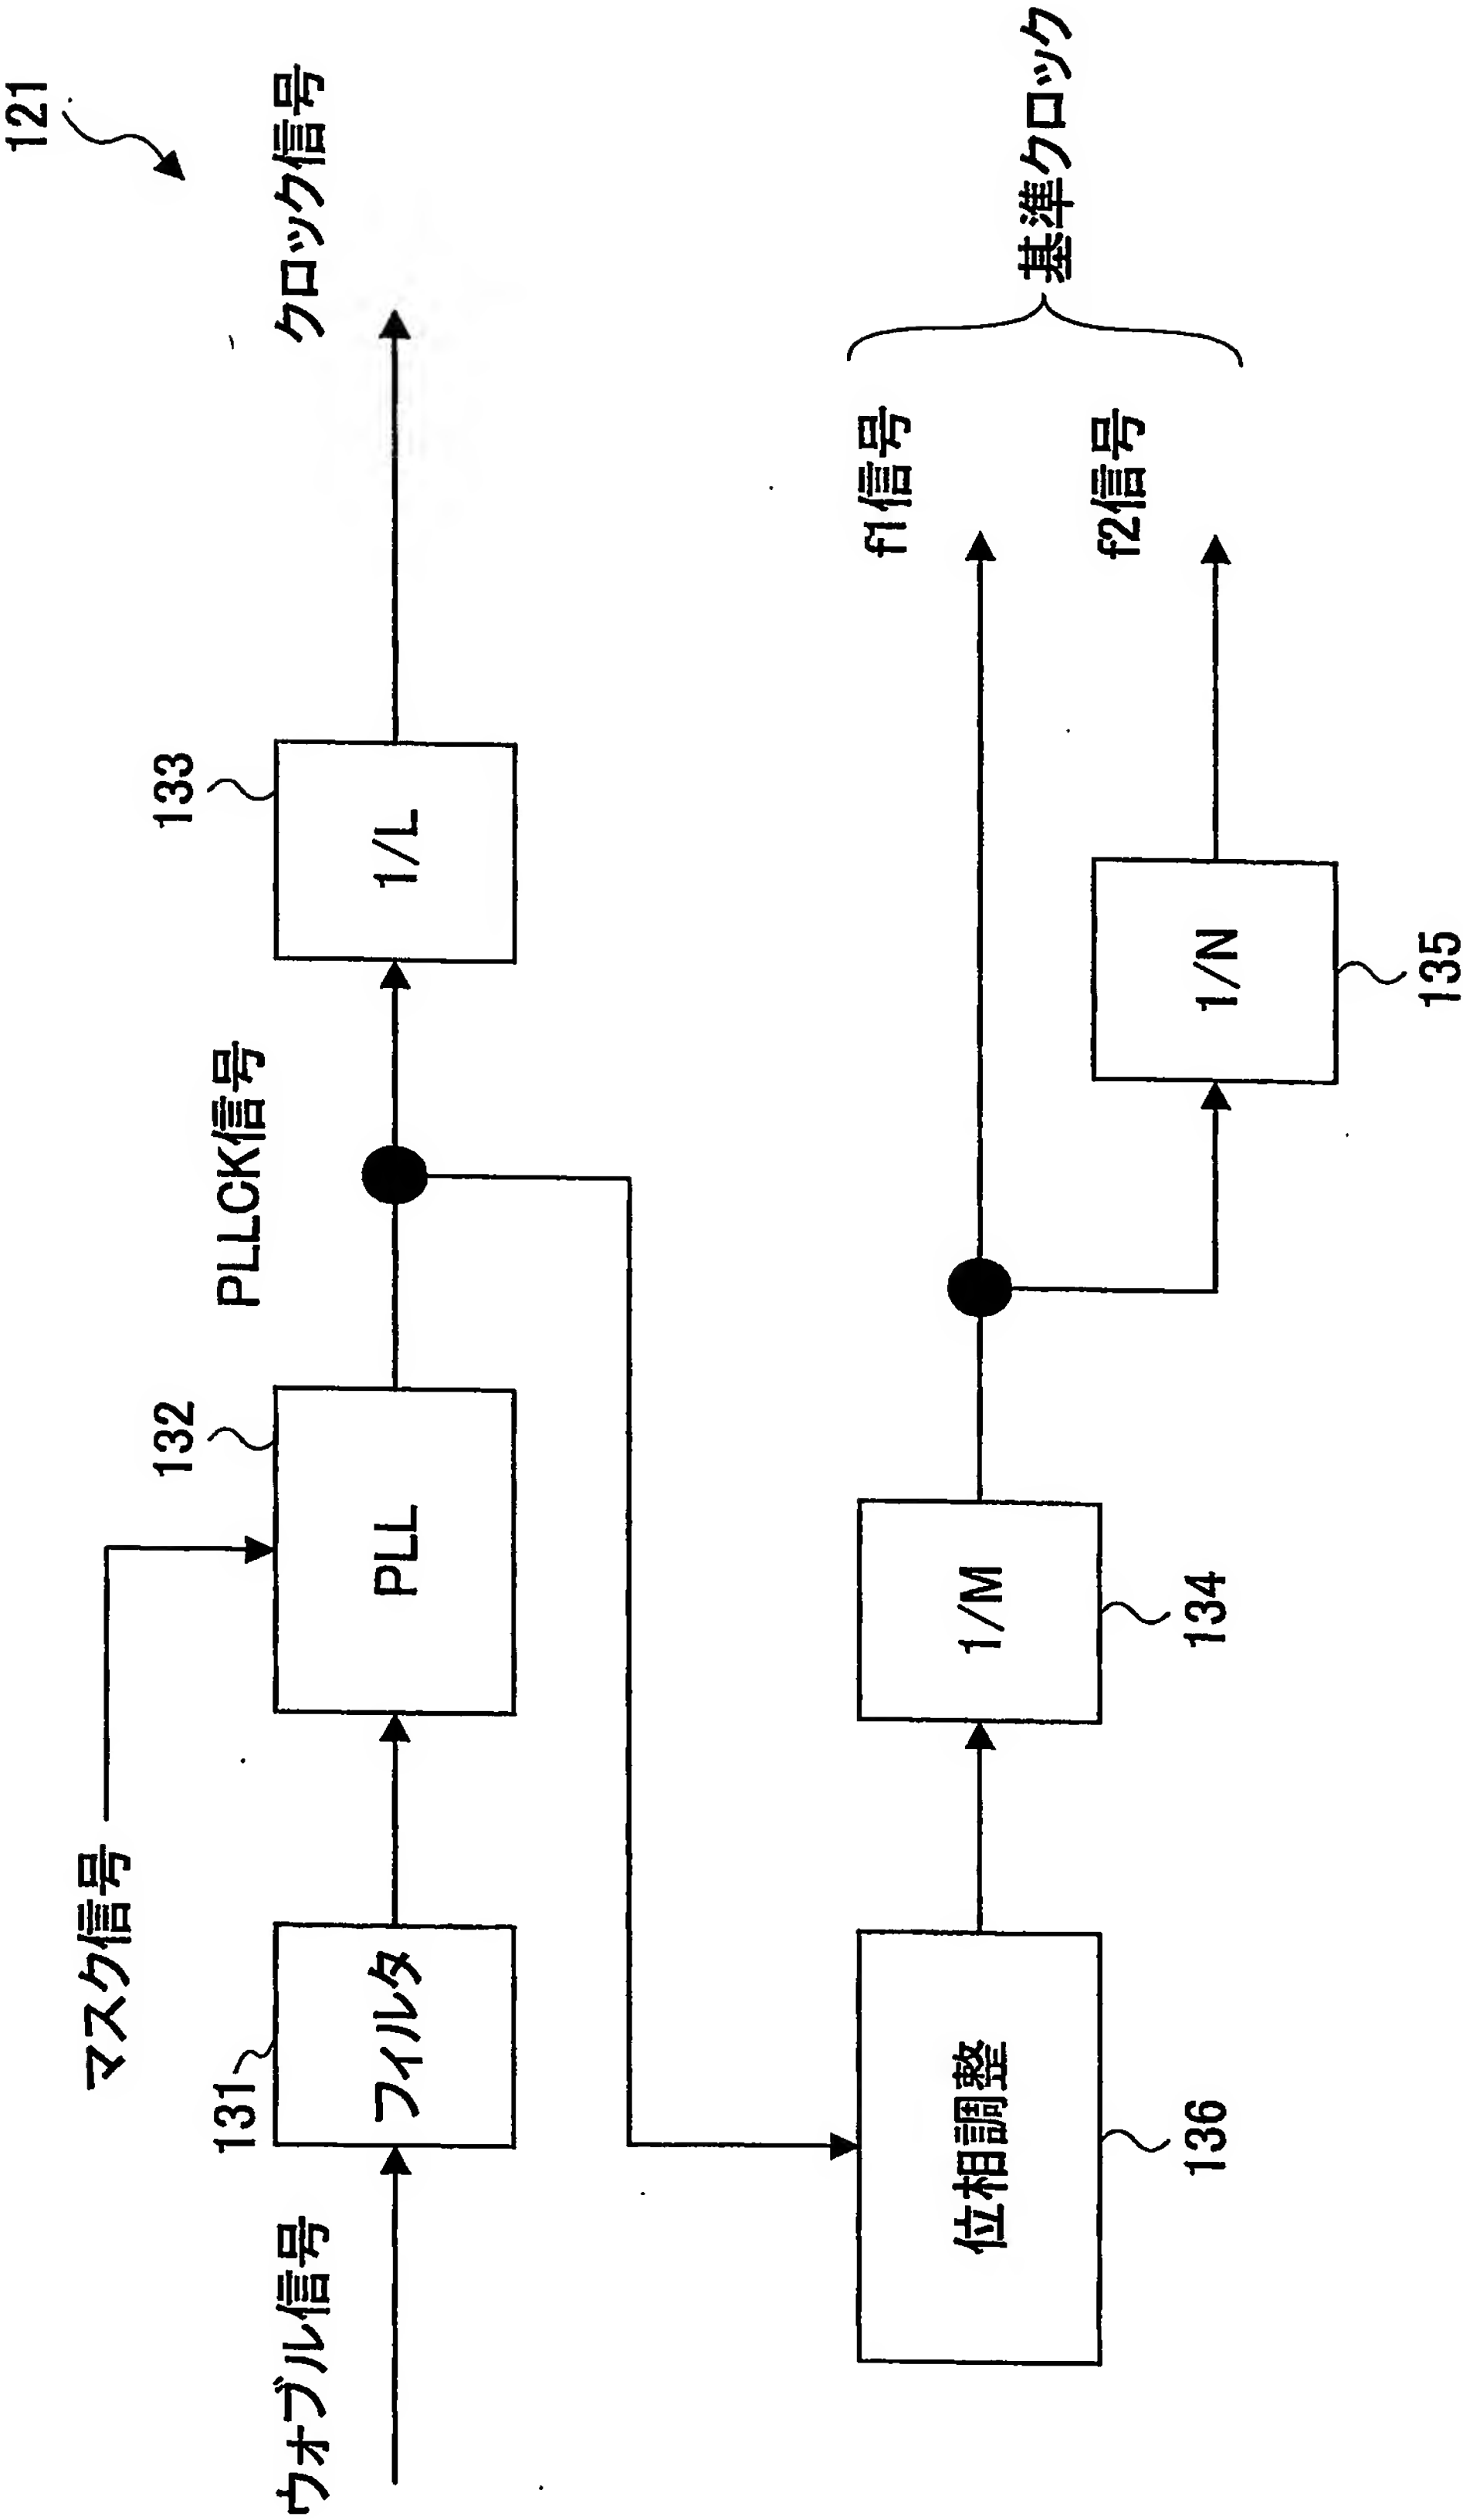 121
ウォブル信号
131
フィルタ
マスク信号
132
PLL
PLLCK信号
133
1/L
クロック信号
位相調整
136
1/M
134
f1信号
1/N
135
f2信号
基準クロック